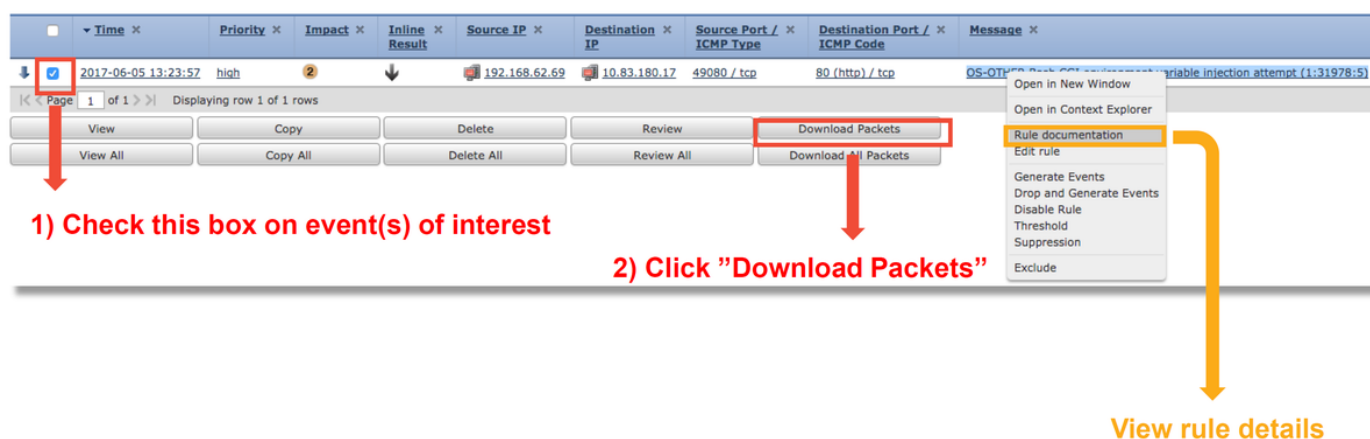 Time × Priority × Impact × Inline Result × Source IP × Destination IP × Source Port / ICMP Type × Destination Port / ICMP Code × Message ×
2017-06-05 13:23:57 high 2 192.168.62.69 10.83.180.17 49080 / tcp 80 (http) / tcp OS-OTHER Bash CGI environment variable injection attempt (1:31978:5)
|< < Page 1 of 1 > >| Displaying row 1 of 1 rows
View Copy Delete Review Download Packets
View All Copy All Delete All Review All Download All Packets
Open in New Window
Open in Context Explorer
Rule documentation
Edit rule
Generate Events
Drop and Generate Events
Disable Rule
Threshold
Suppression
Exclude
1) Check this box on event(s) of interest
2) Click ”Download Packets”
View rule details